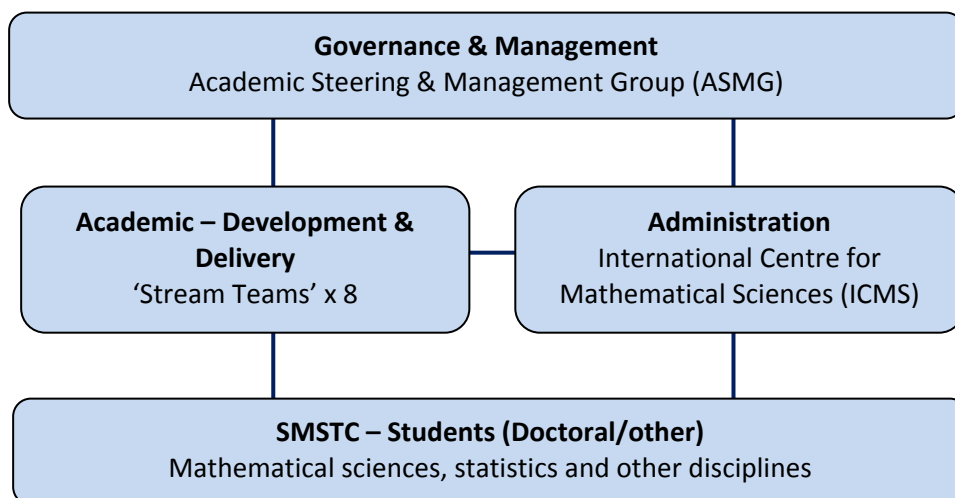 Governance & Management
Academic Steering & Management Group (ASMG)
Academic – Development &
Delivery
‘Stream Teams’ x 8
Administration
International Centre for
Mathematical Sciences (ICMS)
SMSTC – Students (Doctoral/other)
Mathematical sciences, statistics and other disciplines